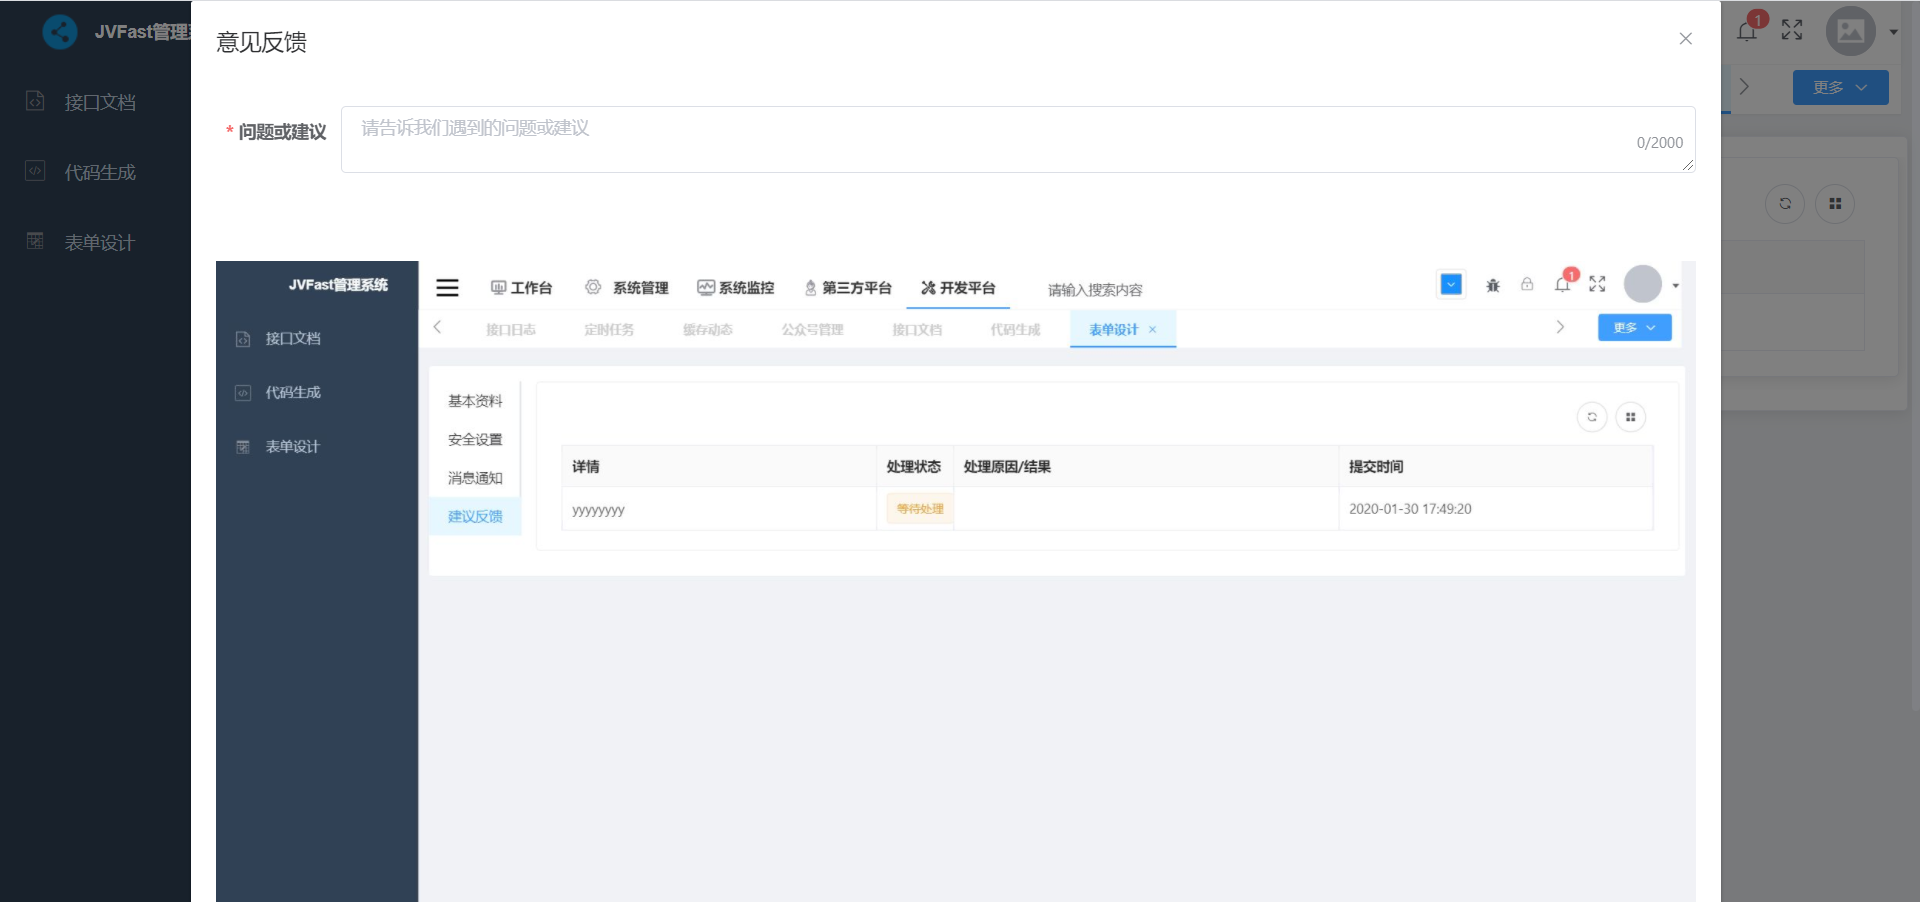 JVFast管理
意见反馈
1
接口文档
* 问题或建议
请告诉我们遇到的问题或建议
0/2000
更多
代码生成
表单设计
JVFast管理系统
工作台
系统管理
系统监控
第三方平台
开发平台
请输入搜索内容
1
接口日志
定时任务
缓存动态
公众号管理
接口文档
代码生成
表单设计
更多
接口文档
代码生成
表单设计
基本资料
安全设置
消息通知
建议反馈
详情
处理状态
处理原因/结果
提交时间
yyyyyyyy
等待处理
2020-01-30 17:49:20